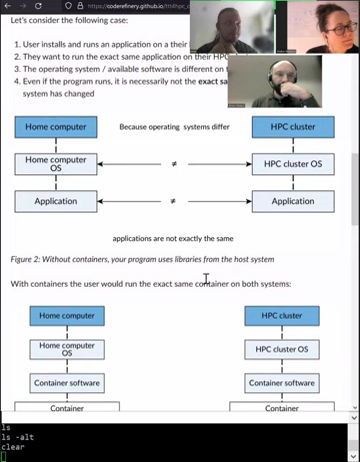 https://coderefinery.github.io/ttt4hpc_c
Let's consider the following case:
1. User installs and runs an application on a their
2. They want to run the exact same application on their HPC
3. The operating system / available software is different on
4. Even if the program runs, it is necessarily not the exact sa
system has changed
Home computer
Because operating systems differ
HPC cluster
Home computer OS
≠
HPC cluster OS
Application
≠
Application
applications are not exactly the same
Figure 2: Without containers, your program uses libraries from the host system
With containers the user would run the exact same container on both systems:
Home computer
HPC cluster
Home computer OS
HPC cluster OS
Container software
Container software
Container
Container
ls
ls -alt
clear